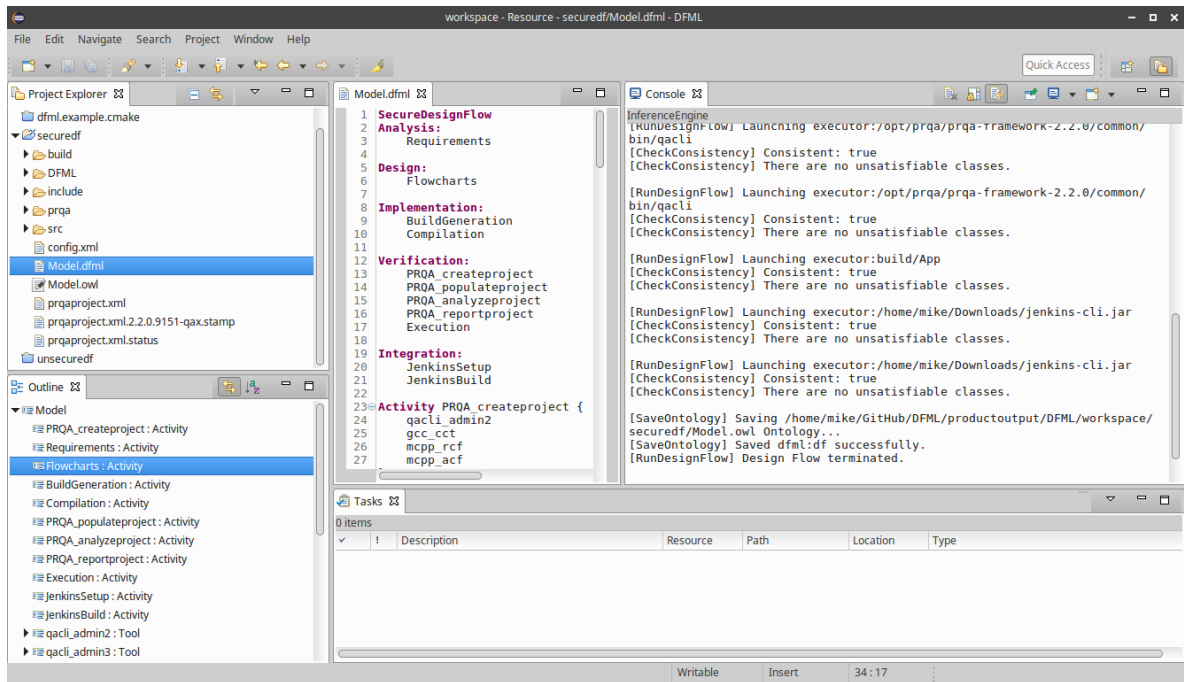 workspace - Resource - securedf/Model.dfml - DFML
File Edit Navigate Search Project Window Help
Quick Access
Project Explorer
dfml.example.cmake
securedf
build
DFML
include
prqa
src
config.xml
Model.dfml
Model.owl
prqaproject.xml
prqaproject.xml.2.2.0.9151-qax.stamp
prqaproject.xml.status
unsecuredf
Outline
Model
PRQA_createproject : Activity
Requirements : Activity
Flowcharts : Activity
BuildGeneration : Activity
Compilation : Activity
PRQA_populateproject : Activity
PRQA_analyzeproject : Activity
PRQA_reportproject : Activity
Execution : Activity
JenkinsSetup : Activity
JenkinsBuild : Activity
qacli_admin2 : Tool
qacli_admin3 : Tool
Model.dfml
1 SecureDesignFlow
2 Analysis:
3 Requirements
4
5 Design:
6 Flowcharts
7
8 Implementation:
9 BuildGeneration
10 Compilation
11
12 Verification:
13 PRQA_createproject
14 PRQA_populateproject
15 PRQA_analyzeproject
16 PRQA_reportproject
17 Execution
18
19 Integration:
20 JenkinsSetup
21 JenkinsBuild
22
23 Activity PRQA_createproject {
24 qacli_admin2
25 gcc_cct
26 mcpp_rcf
27 mcpp_acf
Console
InferenceEngine
[RunDesignFlow] Launching executor:/opt/prqa/prqa-framework-2.2.0/common/
bin/qacli
[CheckConsistency] Consistent: true
[CheckConsistency] There are no unsatisfiable classes.
[RunDesignFlow] Launching executor:/opt/prqa/prqa-framework-2.2.0/common/
bin/qacli
[CheckConsistency] Consistent: true
[CheckConsistency] There are no unsatisfiable classes.
[RunDesignFlow] Launching executor:build/App
[CheckConsistency] Consistent: true
[CheckConsistency] There are no unsatisfiable classes.
[RunDesignFlow] Launching executor:/home/mike/Downloads/jenkins-cli.jar
[CheckConsistency] Consistent: true
[CheckConsistency] There are no unsatisfiable classes.
[RunDesignFlow] Launching executor:/home/mike/Downloads/jenkins-cli.jar
[CheckConsistency] Consistent: true
[CheckConsistency] There are no unsatisfiable classes.
[SaveOntology] Saving /home/mike/GitHub/DFML/productoutput/DFML/workspace/
securedf/Model.owl Ontology...
[SaveOntology] Saved dfml:df successfully.
[RunDesignFlow] Design Flow terminated.
Tasks
0 items
! Description Resource Path Location Type
Writable Insert 34 : 17